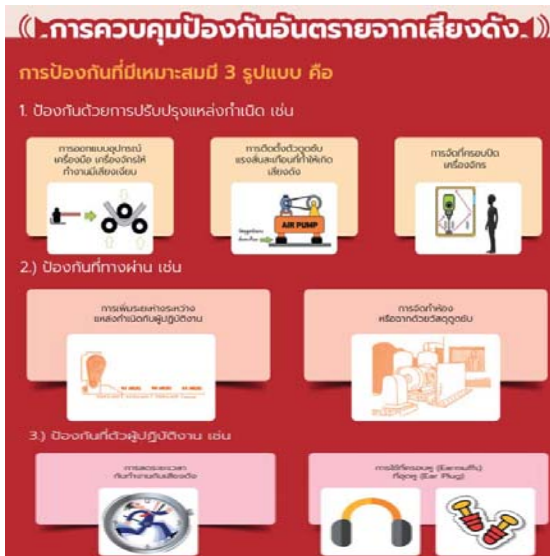 การควบคุมป้องกันอันตรายจากเสียงดัง
การป้องกันที่มีเหมาะสมมี 3 รูปแบบ คือ
1. ป้องกันด้วยการปรับปรุงแหล่งกำเนิด เช่น
การออกแบบอุปกรณ์
เครื่องมือ เครื่องจักรให้
ทำงานมีเสียงเงียบ
การติดตั้งตัวดูดซับ
แรงสั่นสะเทือนที่ทำให้เกิด
เสียงดัง
AIR PUMP
การจัดที่ครอบปิด
เครื่องจักร
2.) ป้องกันที่ทางผ่าน เช่น
การเพิ่มระยะห่างระหว่าง
แหล่งกำเนิดกับผู้ปฏิบัติงาน
การจัดทำห้อง
หรือฉากด้วยวัสดุดูดซับ
3.) ป้องกันที่ตัวผู้ปฏิบัติงาน เช่น
การลดระยะเวลา
กับทำงานกับเสียงดัง
การใช้ที่ครอบหู (Earmuffs)
ที่อุดหู (Ear Plug)